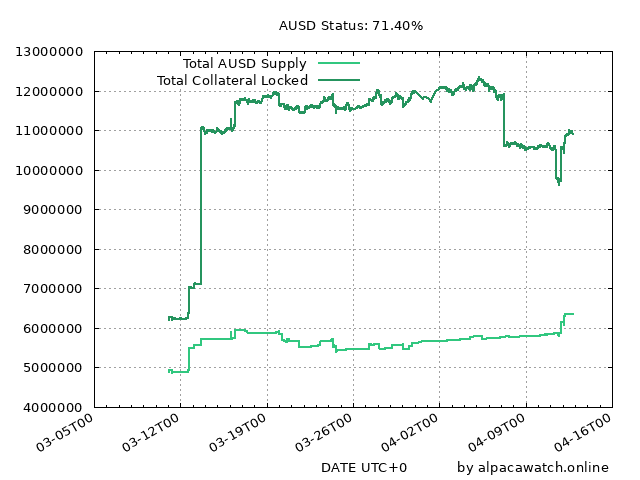 AUSD Status: 71.40%
13000000
12000000
11000000
10000000
9000000
8000000
7000000
6000000
5000000
4000000
Total AUSD Supply
Total Collateral Locked
03-05T00
03-12T00
03-19T00
03-26T00
04-02T00
04-09T00
04-16T00
DATE UTC+0
by alpacawatch.online